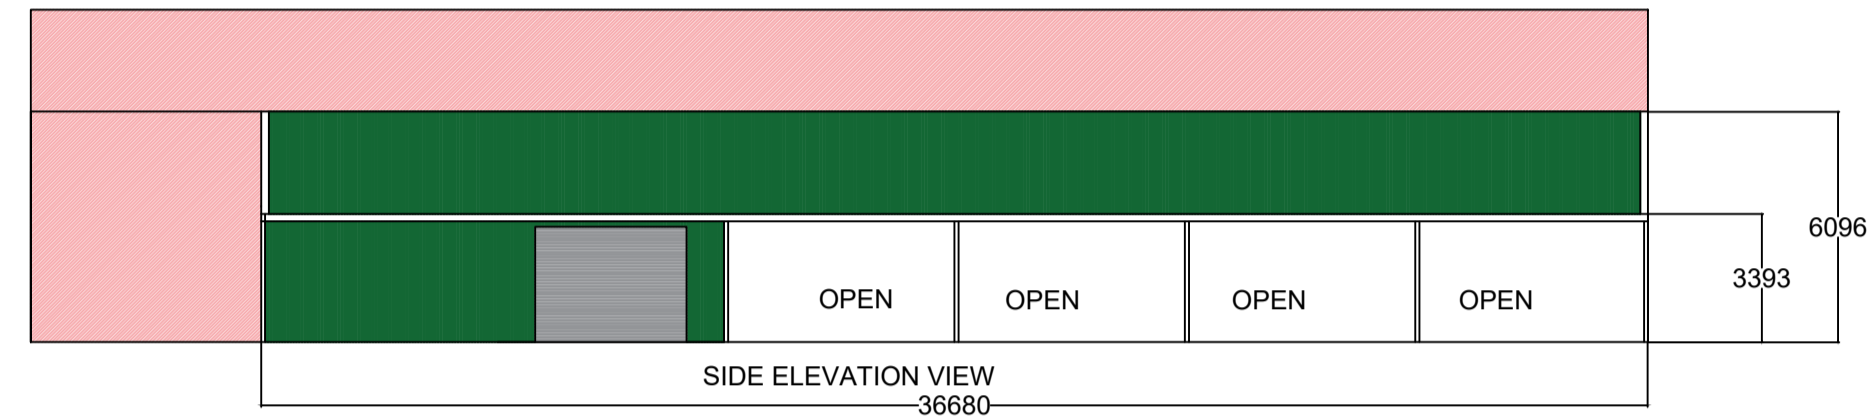 6096
3393
OPEN OPEN OPEN OPEN
SIDE ELEVATION VIEW
36680